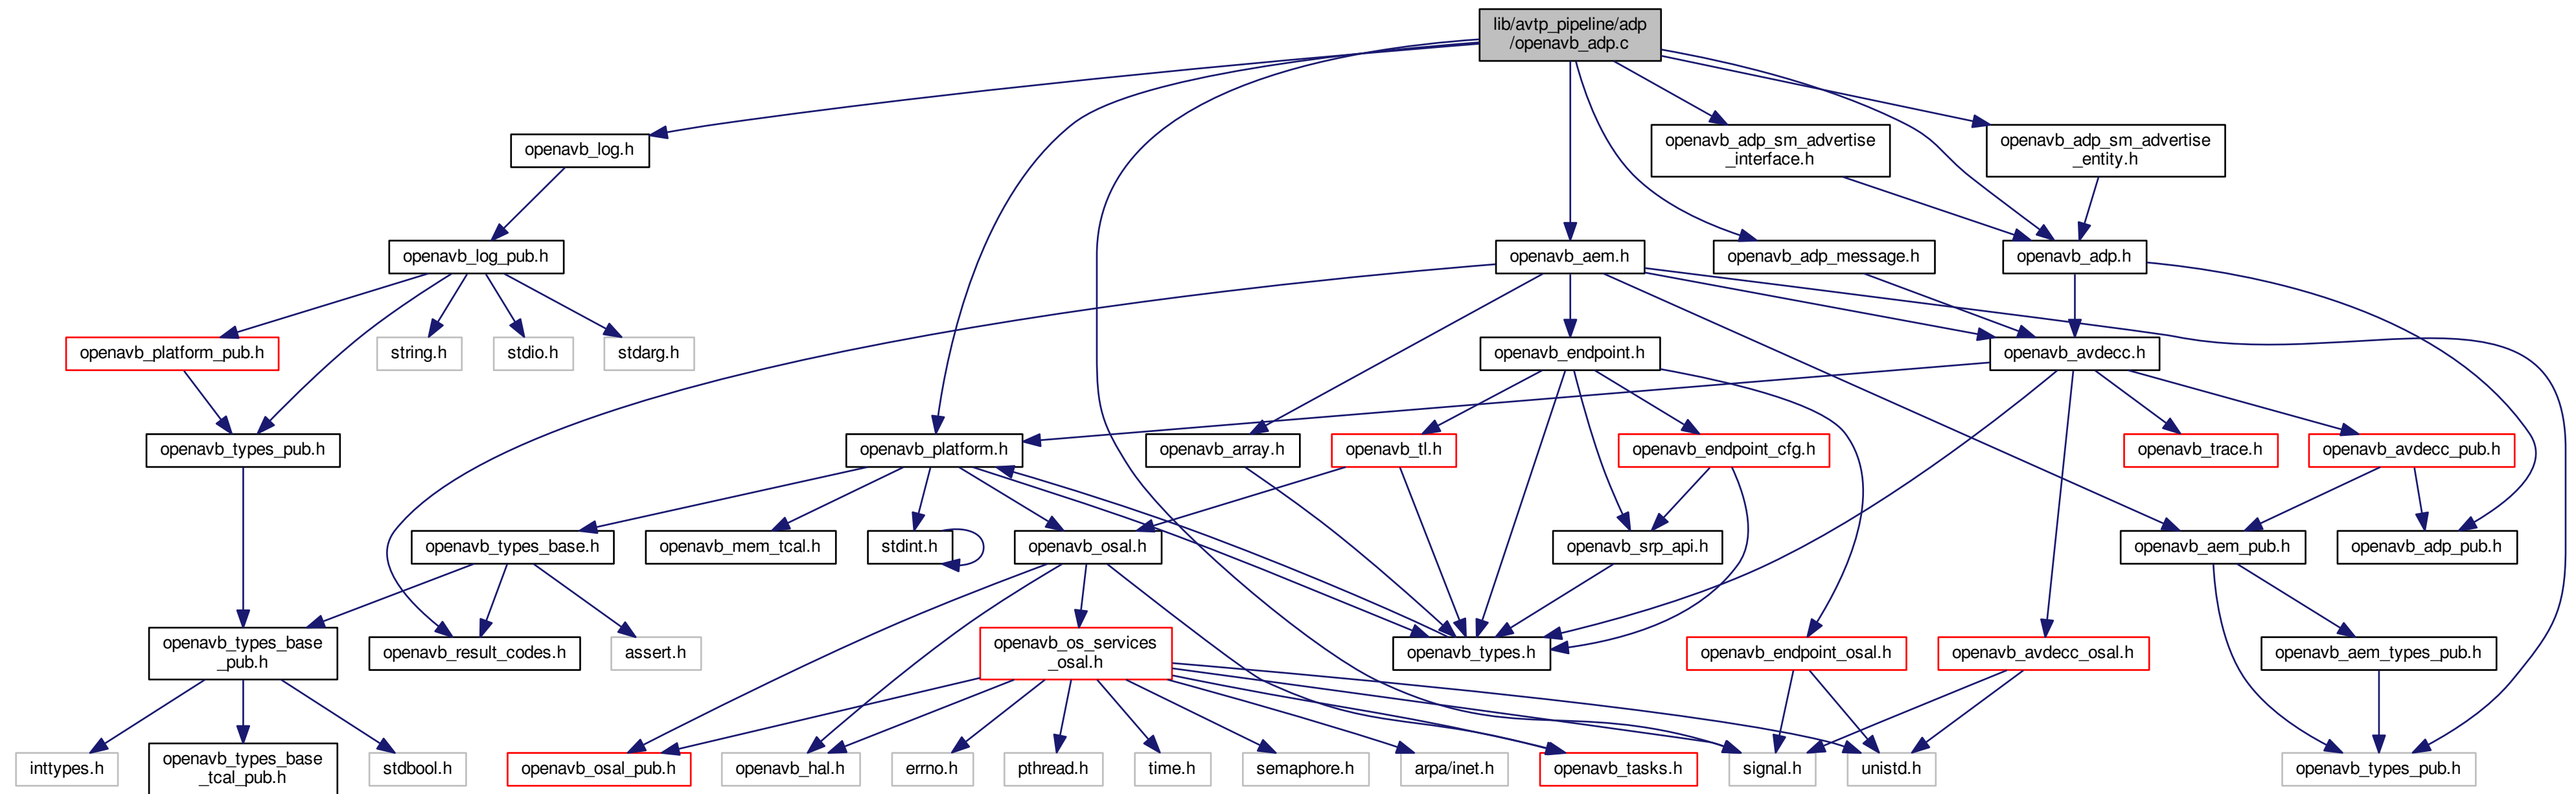 lib/avtp_pipeline/adp
/openavb_adp.c
openavb_log.h
openavb_adp_sm_advertise
_interface.h
openavb_adp_sm_advertise
_entity.h
openavb_log_pub.h
openavb_aem.h
openavb_adp_message.h
openavb_adp.h
openavb_platform_pub.h
string.h
stdio.h
stdarg.h
openavb_endpoint.h
openavb_avdecc.h
openavb_types_pub.h
openavb_platform.h
openavb_array.h
openavb_tl.h
openavb_endpoint_cfg.h
openavb_trace.h
openavb_avdecc_pub.h
openavb_types_base.h
openavb_mem_tcal.h
stdint.h
openavb_osal.h
openavb_srp_api.h
openavb_aem_pub.h
openavb_adp_pub.h
openavb_types_base
_pub.h
openavb_result_codes.h
assert.h
openavb_os_services
_osal.h
openavb_types.h
openavb_endpoint_osal.h
openavb_avdecc_osal.h
openavb_aem_types_pub.h
inttypes.h
openavb_types_base
_tcal_pub.h
stdbool.h
openavb_osal_pub.h
openavb_hal.h
errno.h
pthread.h
time.h
semaphore.h
arpa/inet.h
openavb_tasks.h
signal.h
unistd.h
openavb_types_pub.h